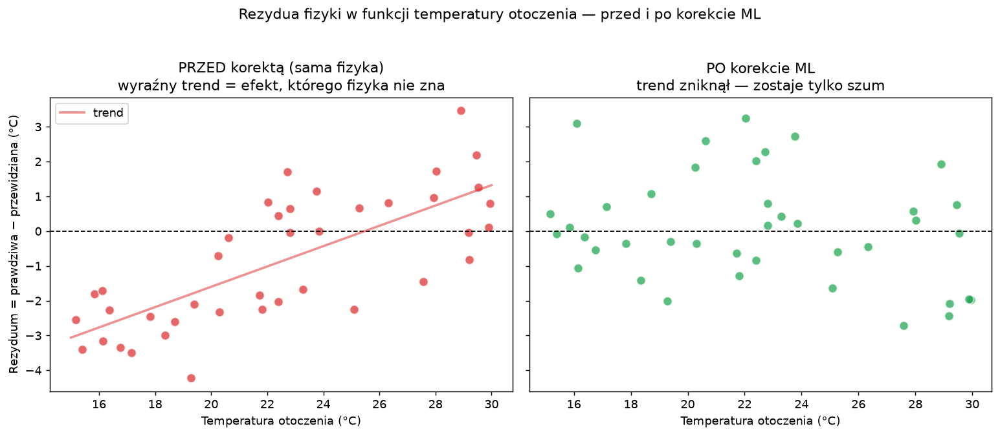 Rezydua fizyki w funkcji temperatury otoczenia — przed i po korekcie ML
PRZED korektą (sama fizyka)
wyraźny trend = efekt, którego fizyka nie zna
trend
Rezyduum = prawdziwa − przewidziana (°C)
3
2
1
0
−1
−2
−3
−4
16 18 20 22 24 26 28 30
Temperatura otoczenia (°C)
PO korekcie ML
trend zniknął — zostaje tylko szum
16 18 20 22 24 26 28 30
Temperatura otoczenia (°C)